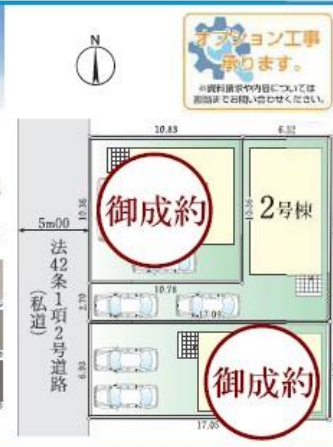 オプション工事
承ります。
※資料請求や内容については
担当までお問い合わせください。
N
10.83
6.32
5m00
法42条1項2号道路
(私道)
10.36
御成約
10.36
2号棟
10.78
2.70
17.09
6.93
御成約
17.05